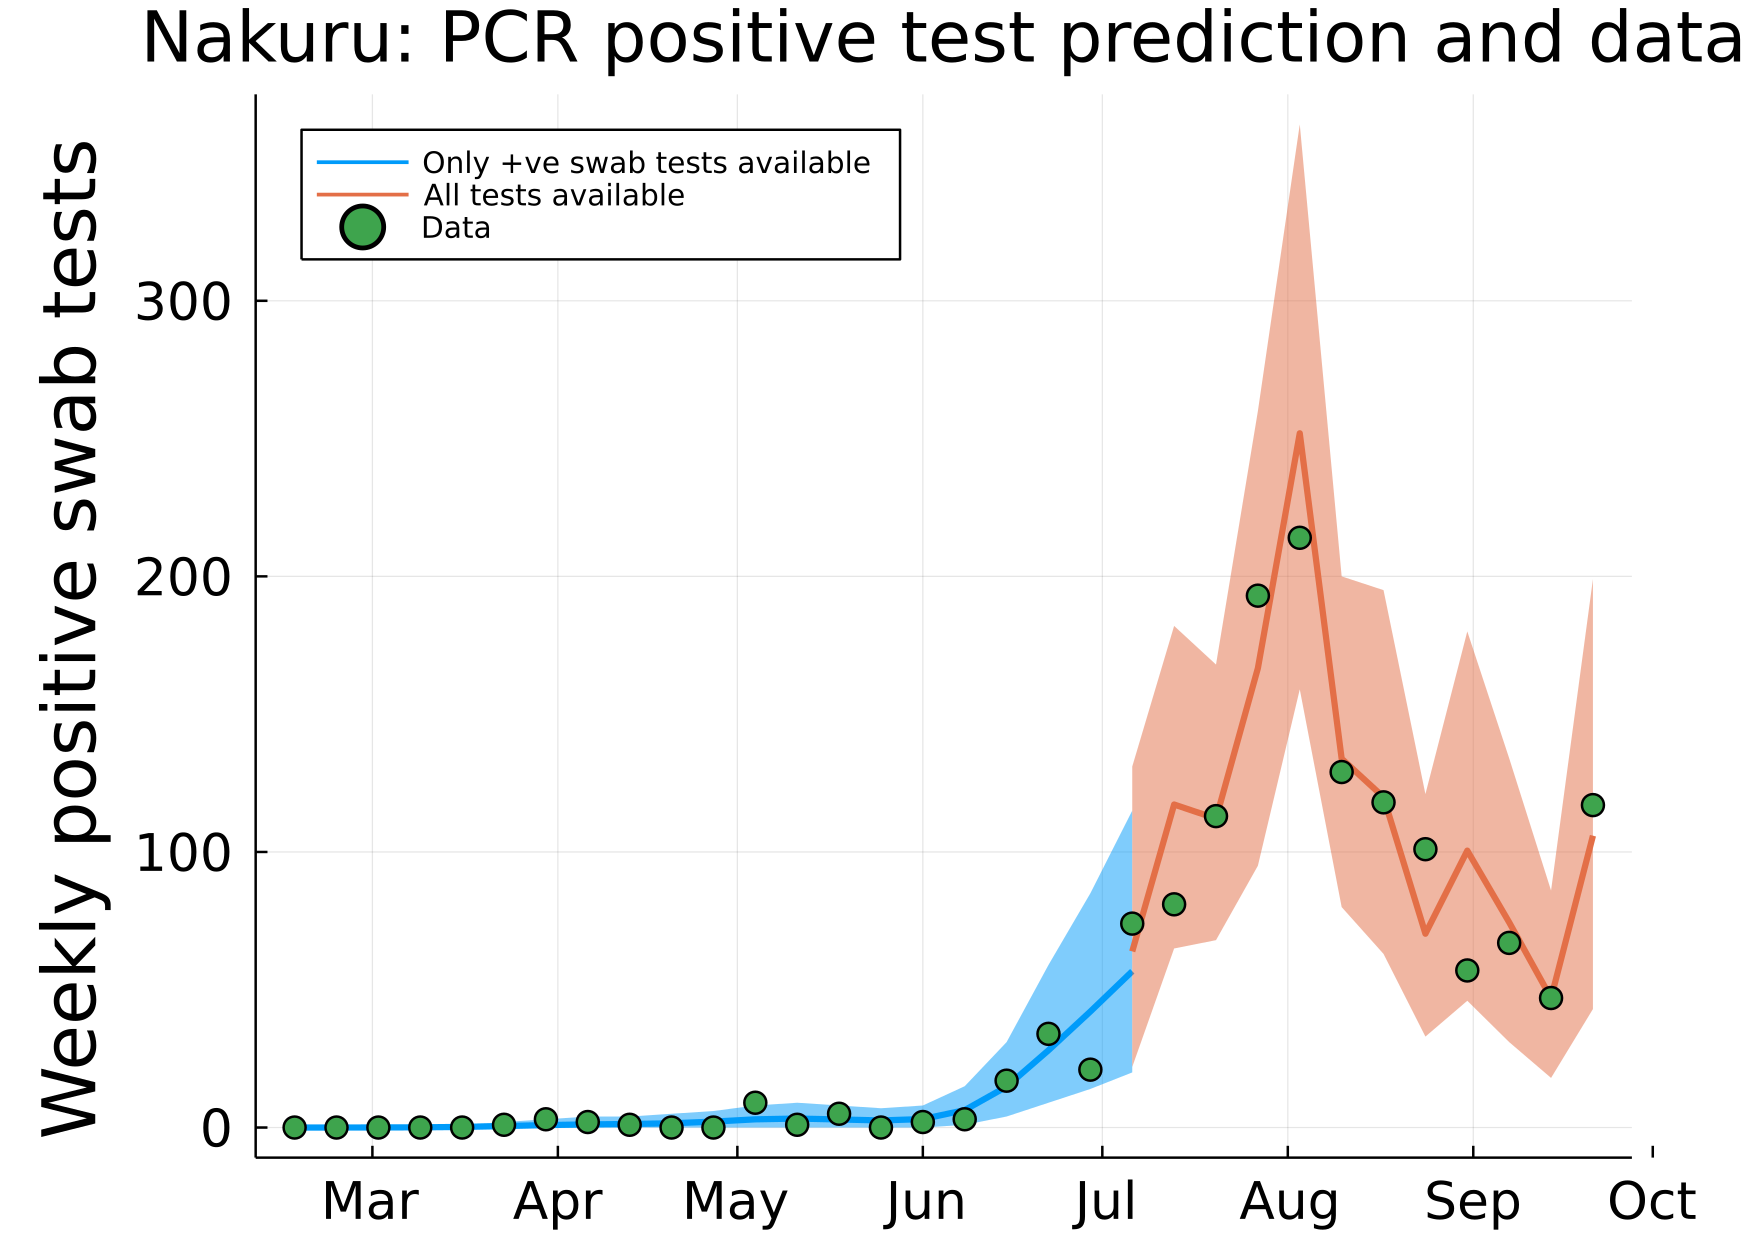 Nakuru: PCR positive test prediction and data
Weekly positive swab tests
Only +ve swab tests available
All tests available
Data
300
200
100
0
Mar Apr May Jun Jul Aug Sep Oct